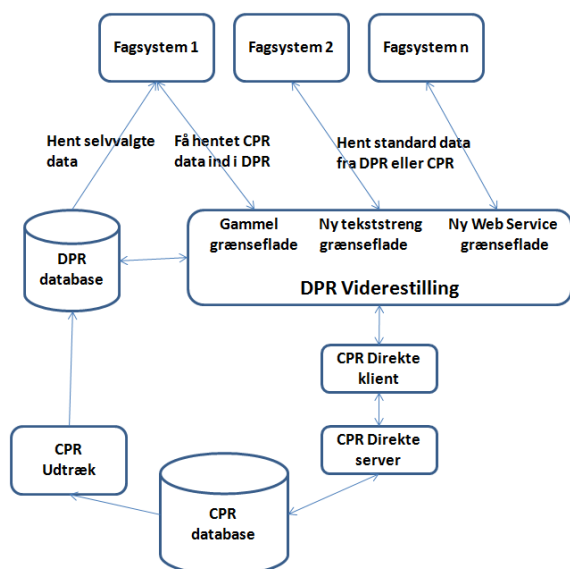 Fagsystem 1
Fagsystem 2
Fagsystem n
Hent selvvalgte
data
Få hentet CPR
data ind i DPR
Hent standard data
fra DPR eller CPR
Gammel
grænseflade
Ny tekststreng
grænseflade
Ny Web Service
grænseflade
DPR Viderestilling
DPR
database
CPR Direkte
klient
CPR Direkte
server
CPR
Udtræk
CPR
database